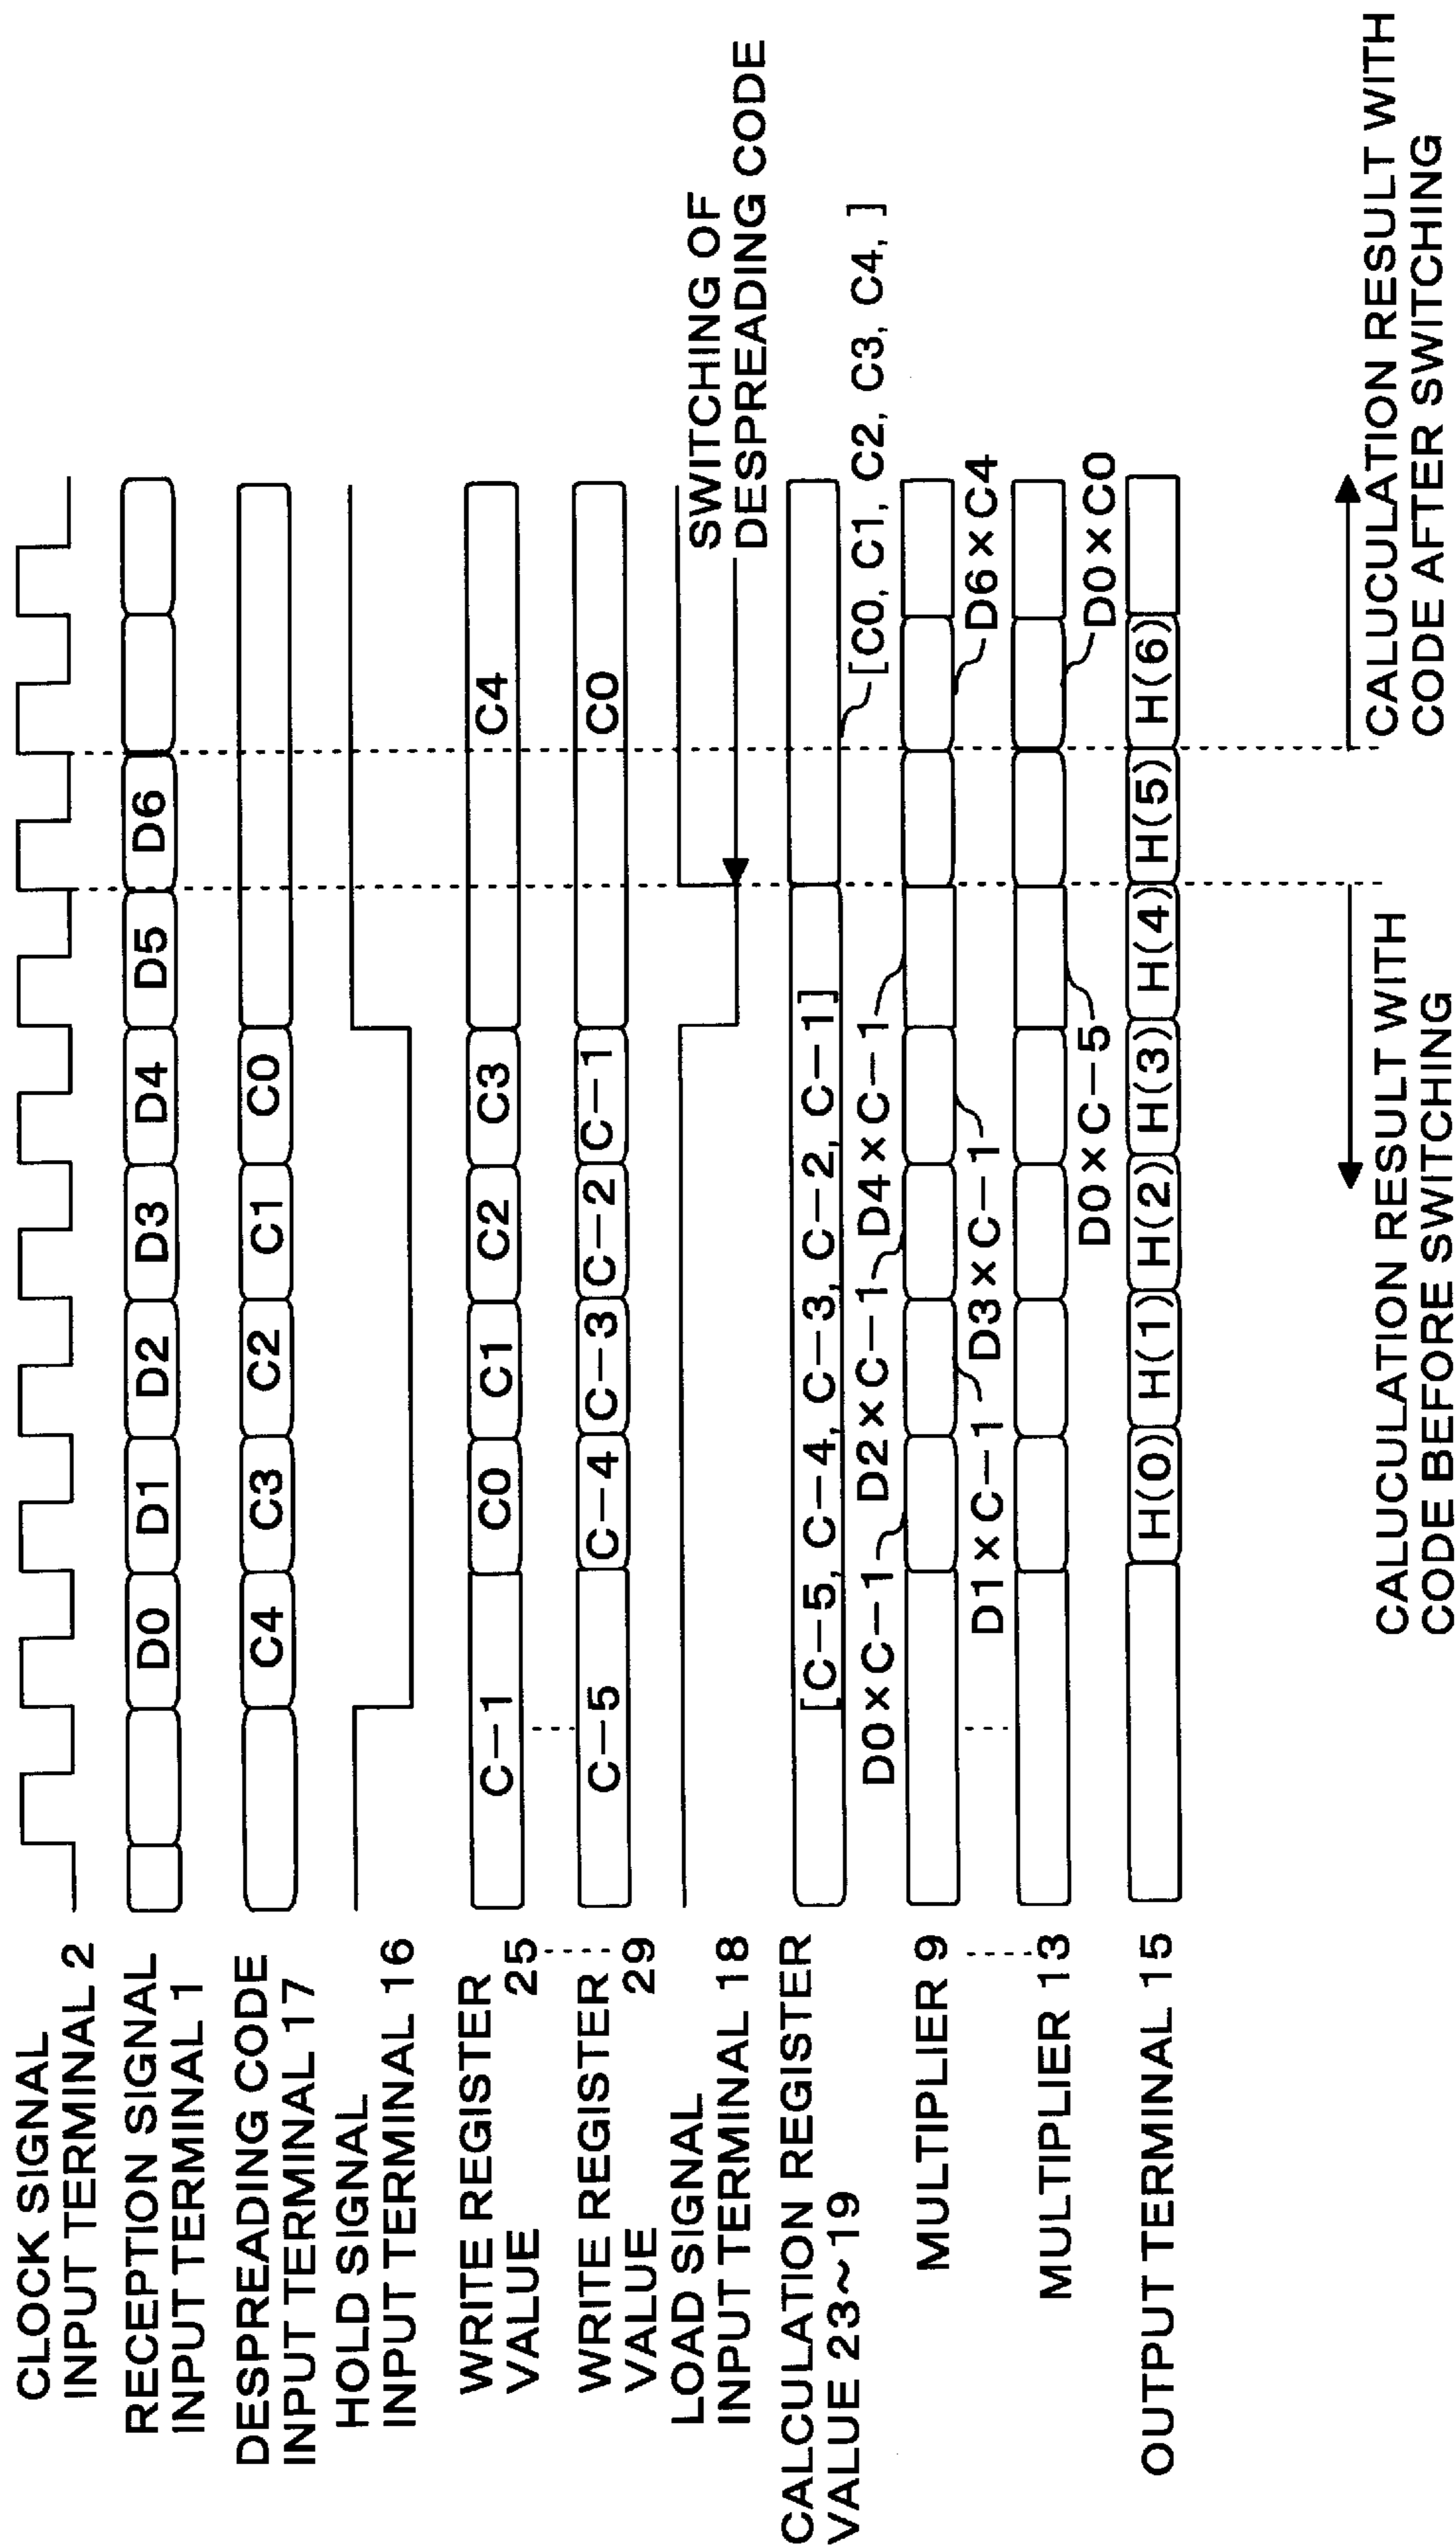 CLOCK SIGNAL
INPUT TERMINAL 2
RECEPTION SIGNAL
INPUT TERMINAL 1
D0 D1 D2 D3 D4 D5 D6
DESPREADING CODE
INPUT TERMINAL 17
C4 C3 C2 C1 C0
HOLD SIGNAL
INPUT TERMINAL 16
WRITE REGISTER
VALUE 25
C-1 C0 C1 C2 C3 C4
WRITE REGISTER
VALUE 29
C-5 C-4 C-3 C-2 C-1 C0
LOAD SIGNAL
INPUT TERMINAL 18
SWITCHING OF
DESPREADING CODE
CALCULATION REGISTER
VALUE 23~19
[C-5, C-4, C-3, C-2, C-1]
[C0, C1, C2, C3, C4, ]
D0×C-1 D2×C-1 D4×C-1
MULTIPLIER 9
D1×C-1 D3×C-1 D6×C4
MULTIPLIER 13
D0×C-5 D0×C0
OUTPUT TERMINAL 15
H(0) H(1) H(2) H(3) H(4) H(5) H(6)
CALUCULATION RESULT WITH
CODE BEFORE SWITCHING
CALUCULATION RESULT WITH
CODE AFTER SWITCHING